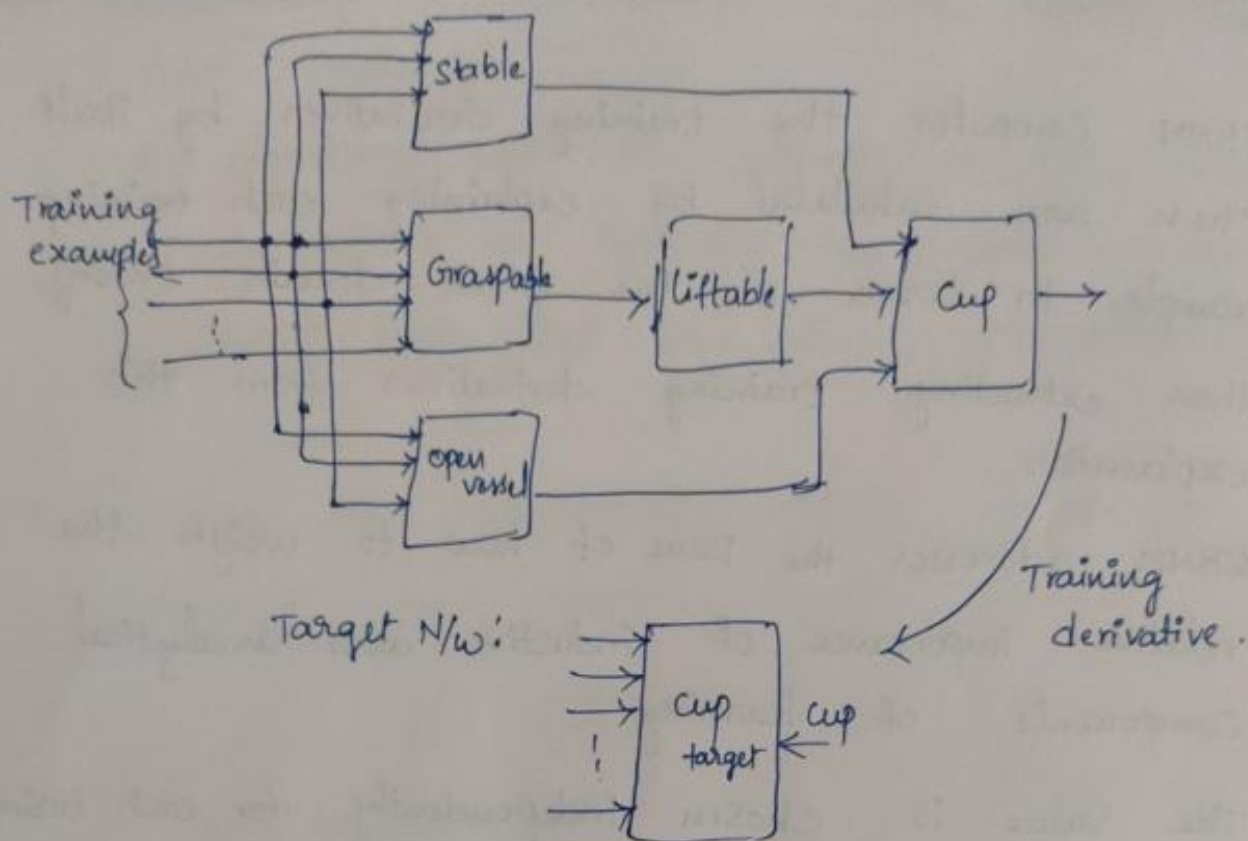 Stable
Training
examples
Graspable
liftable
Cup
open
vessel
Training
derivative.
Target N/w:
Cup
target
cup